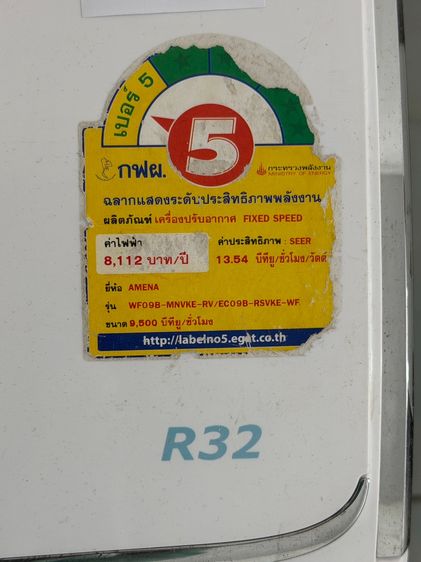 เบอร์ 5
5
กฟผ.
กระทรวงพลังงาน
MINISTRY OF ENERGY
ฉลากแสดงระดับประสิทธิภาพพลังงาน
ผลิตภัณฑ์ เครื่องปรับอากาศ FIXED SPEED
ค่าไฟฟ้า ค่าประสิทธิภาพ : SEER
8,112 บาท/ปี 13.54 บีทียู/ชั่วโมง/วัตต์
ยี่ห้อ AMENA
รุ่น WF09B-MNVKE-RV/EC09B-RSVKE-WF
ขนาด 9,500 บีทียู/ชั่วโมง
http://labelno5.egat.co.th
R32